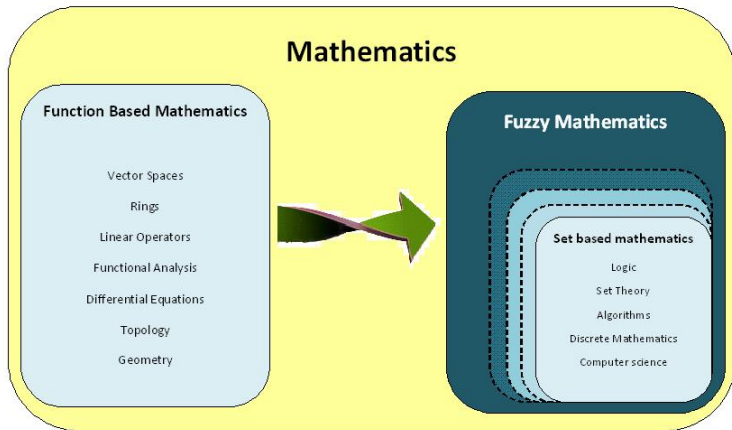 Mathematics
Function Based Mathematics
Vector Spaces
Rings
Linear Operators
Functional Analysis
Differential Equations
Topology
Geometry
Fuzzy Mathematics
Set based mathematics
Logic
Set Theory
Algorithms
Discrete Mathematics
Computer science